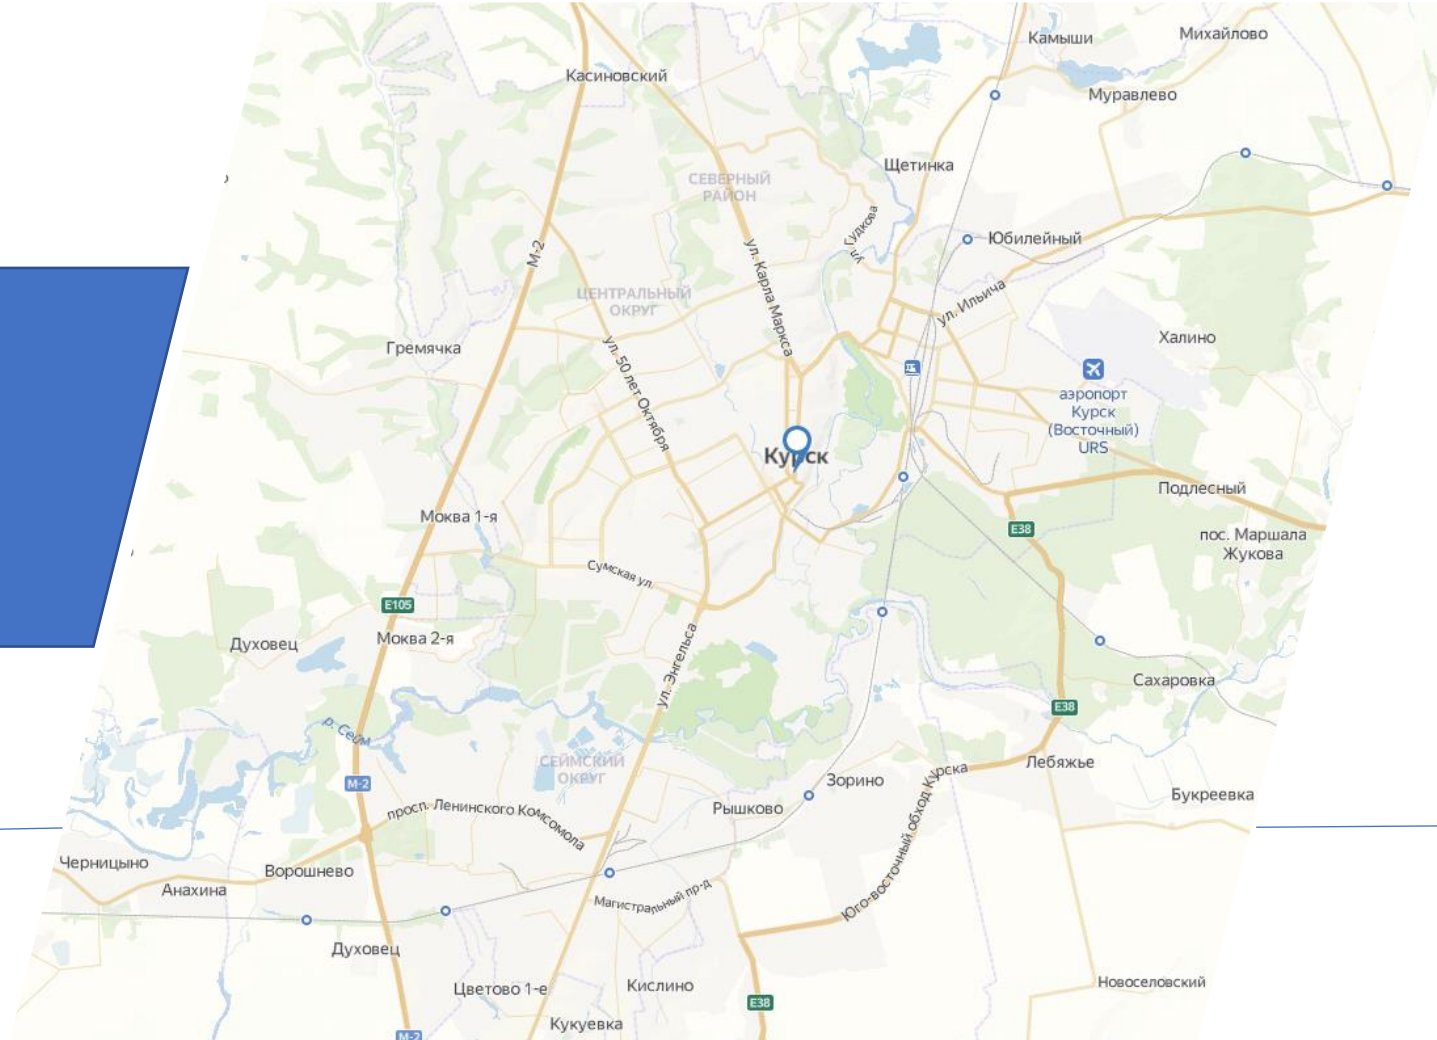 Камыши
Михайлово
Касиновский
Муравлево
Щетинка
СЕВЕРНЫЙ
РАЙОН
ул. Гудкова
Юбилейный
М-2
ул. Карла Маркса
ЦЕНТРАЛЬНЫЙ
ОКРУГ
ул. Ильича
Халино
Гремячка
ул. 50 лет Октября
аэропорт
Курск
(Восточный)
URS
Курск
Подлесный
Моква 1-я
E38
пос. Маршала
Жукова
Сумская ул.
E105
Духовец
Моква 2-я
ул. Энгельса
Сахаровка
E38
р. Сейм
СЕЙМСКИЙ
ОКРУГ
Лебяжье
М-2
Зорино
Букреевка
просп. Ленинского Комсомола
Рышково
Юго-восточный обход Курска
Черницыно
Ворошнево
Анахина
Магистральный пр-д
Духовец
Цветово 1-е
Кислино
Новоселовский
E38
Кукуевка
М-2